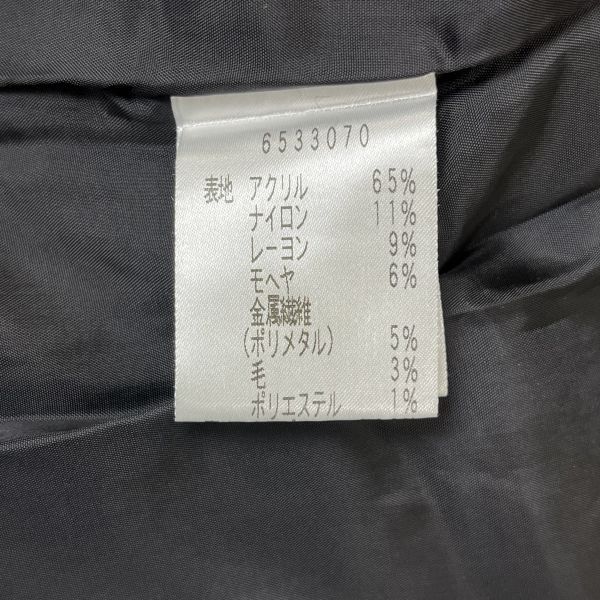 6533070
表地 アクリル 65%
ナイロン 11%
レーヨン 9%
モヘヤ 6%
金属繊維
(ポリメタル) 5%
毛 3%
ポリエステル 1%